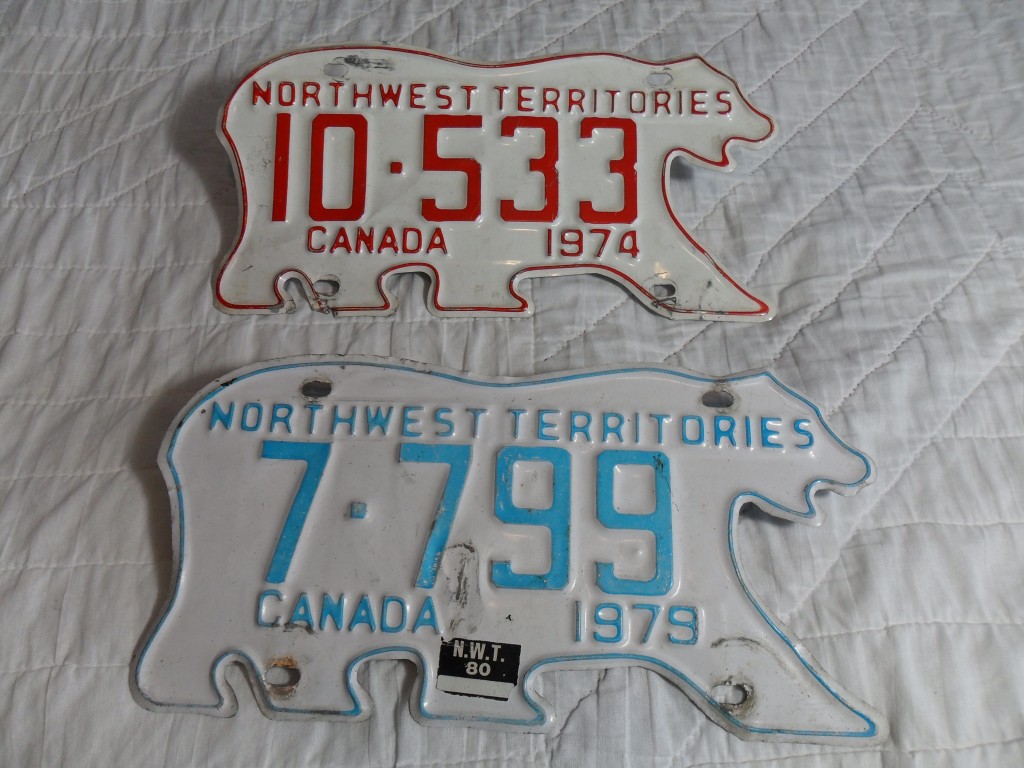 NORTHWEST TERRITORIES
10·533
CANADA 1974
NORTHWEST TERRITORIES
7·799
CANADA 1979
N.W.T.
80